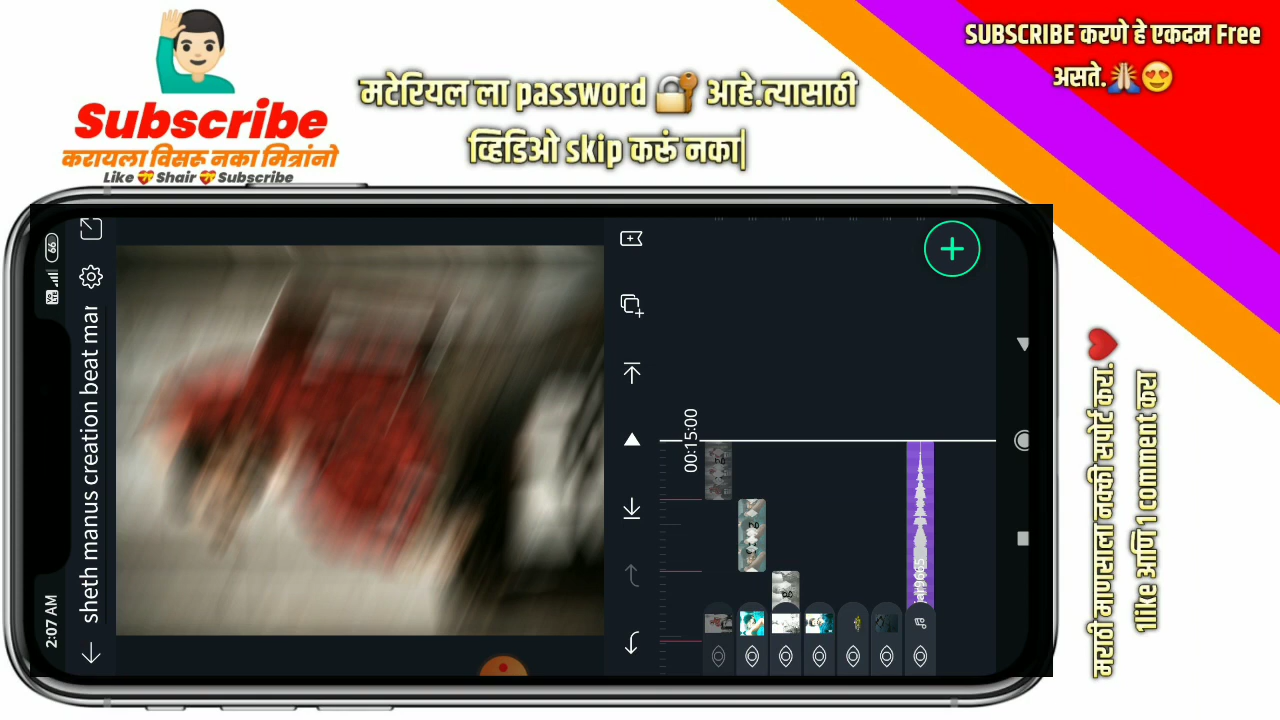 SUBSCRIBE करणे हे एकदम Free
असते.🙏😍
मटेरियल ला password 🔐 आहे.त्यासाठी
व्हिडिओ skip करूं नका|
Subscribe
करायला विसरू नका मित्रांनो
Like 💝 Shair 💝 Subscribe
2:07 AM
66
sheth manus creation beat mar
00:15:00
मराठी माणसाला नक्की सपोर्ट करा.❤️
1like आणि 1 comment करा